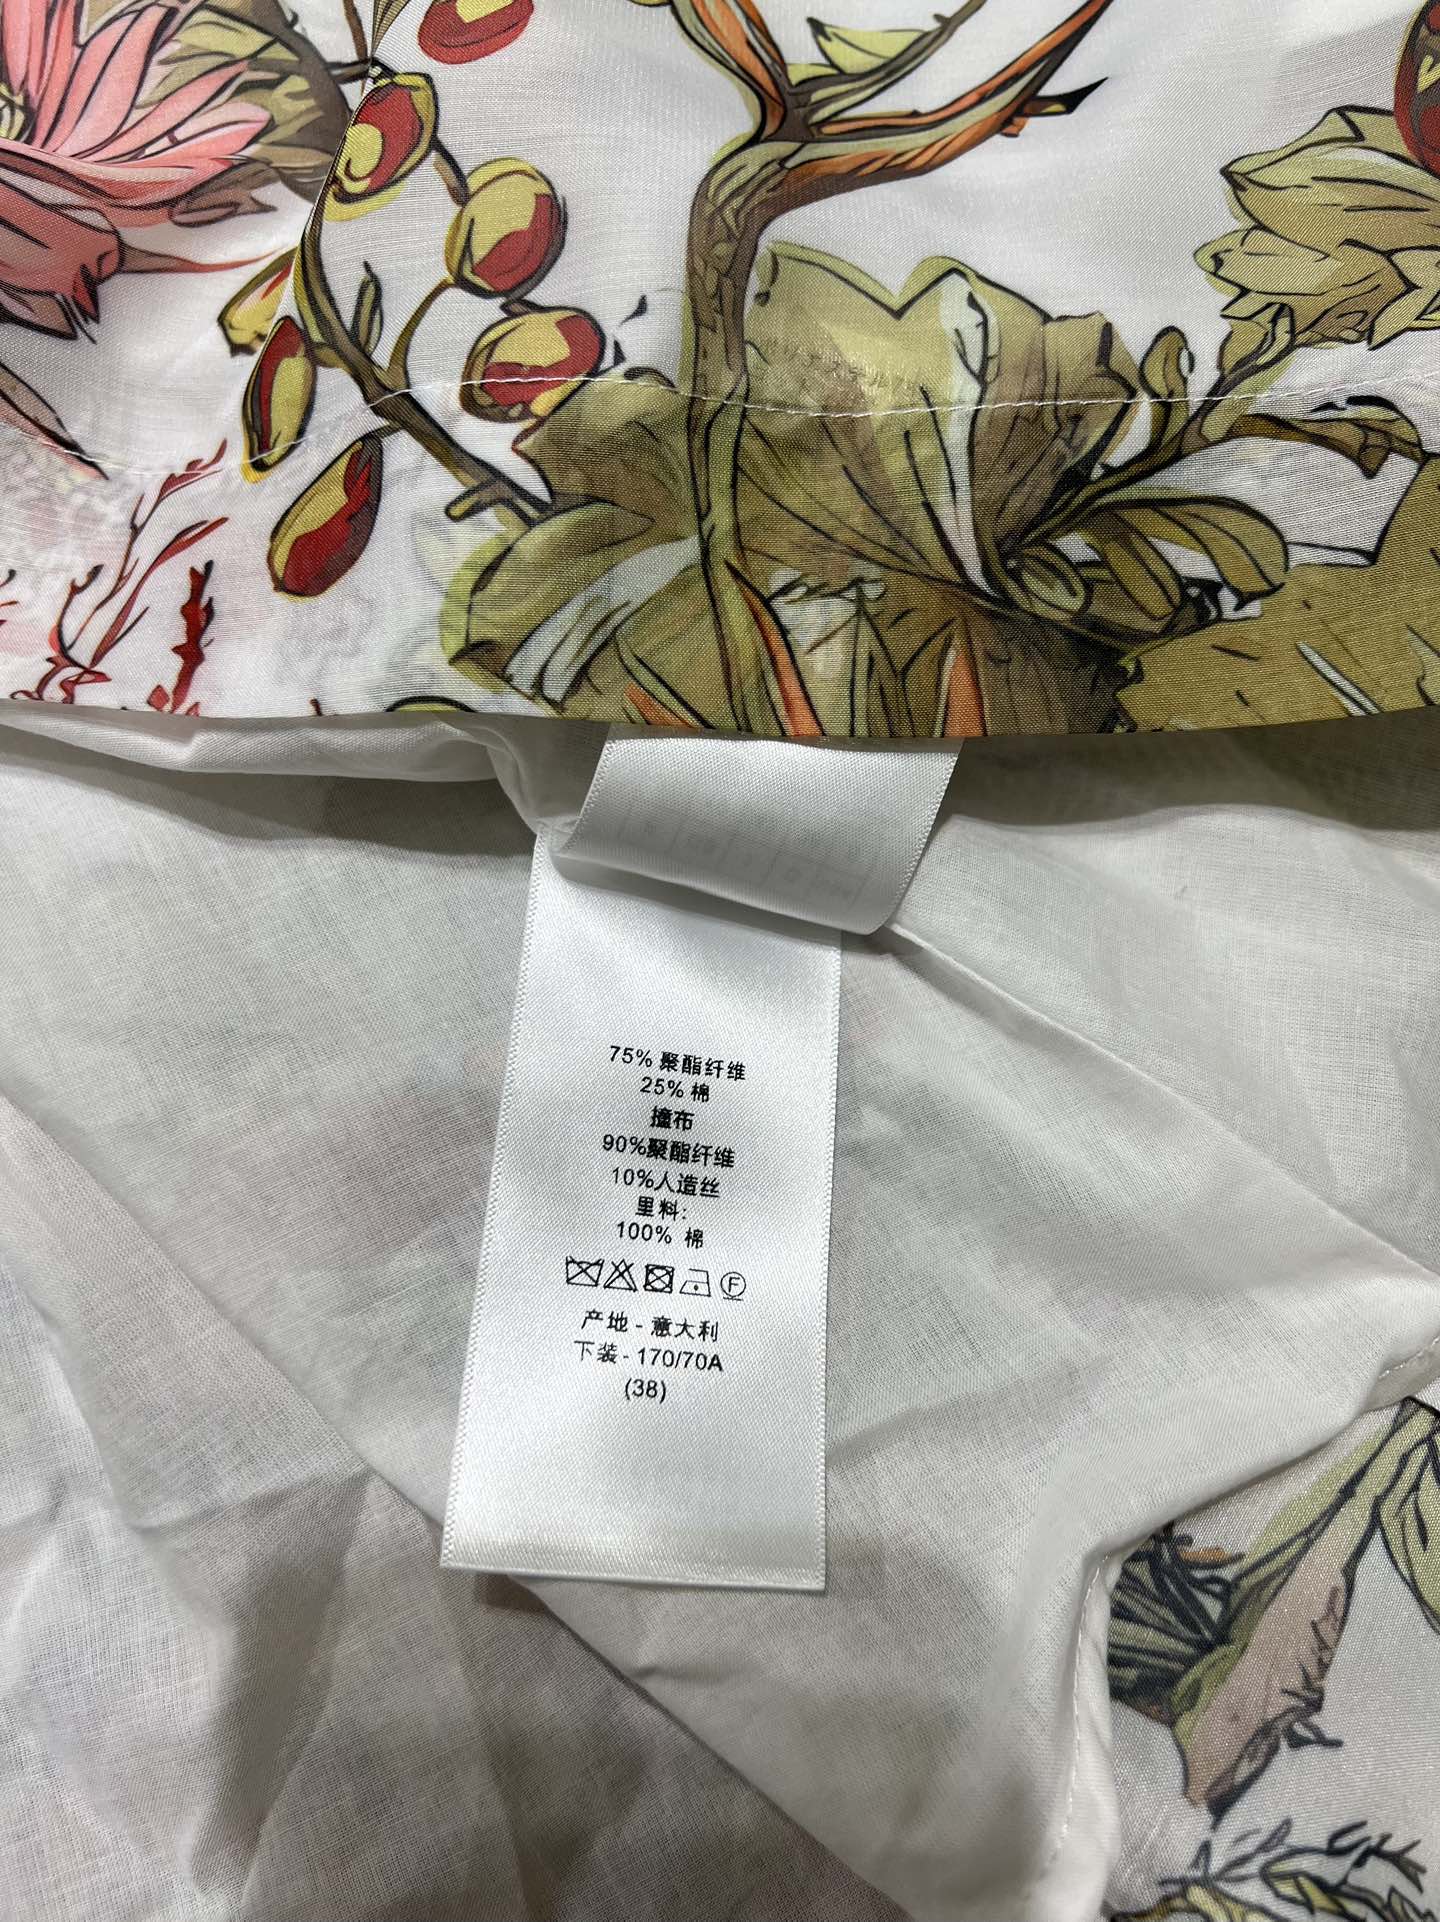 75% 聚酯纤维
25% 棉
撞布
90%聚酯纤维
10%人造丝
里料:
100% 棉
F
产地 - 意大利
下装 - 170/70A
(38)